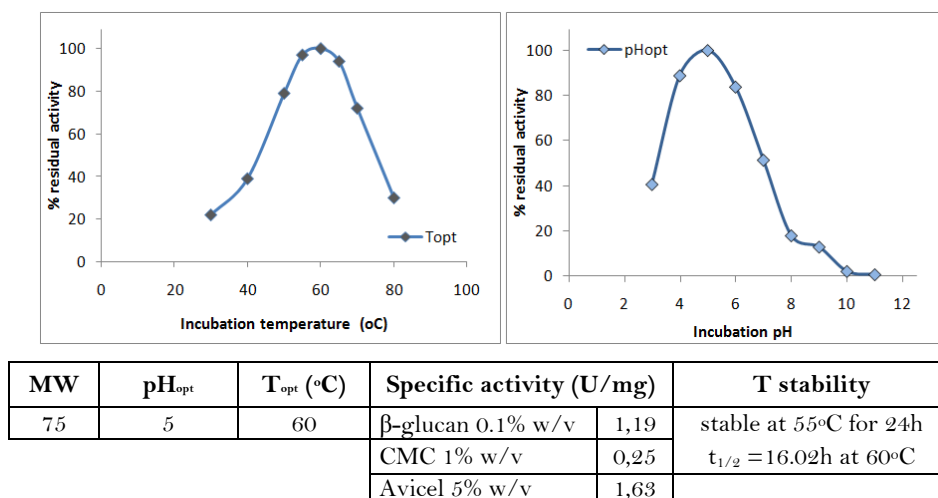 100
80
60
40
20
0
% residual activity
Topt
0 20 40 60 80 100
Incubation temperature (oC)
100
80
60
40
20
0
% residual activity
pHopt
0 2 4 6 8 10 12
Incubation pH
MW pHopt Topt (°C) Specific activity (U/mg) T stability
75 5 60 β-glucan 0.1% w/v 1,19 stable at 55°C for 24h
CMC 1% w/v 0,25 t1/2 =16.02h at 60°C
Avicel 5% w/v 1,63